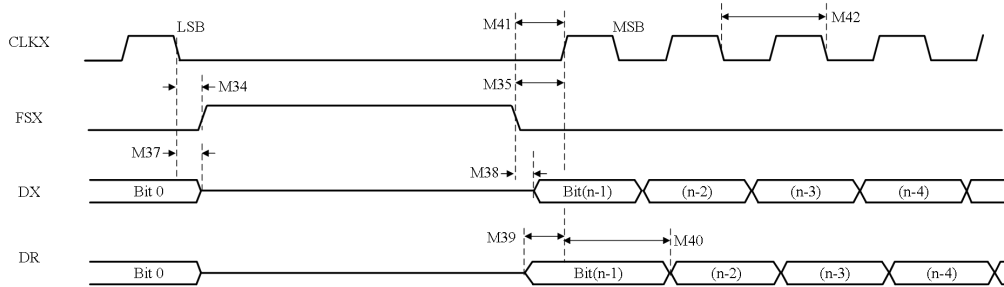 M41 MSB M42
CLKX LSB
M35
M34
FSX
M37
M38
DX Bit 0 Bit(n-1) (n-2) (n-3) (n-4)
M39 M40
DR Bit 0 Bit(n-1) (n-2) (n-3) (n-4)